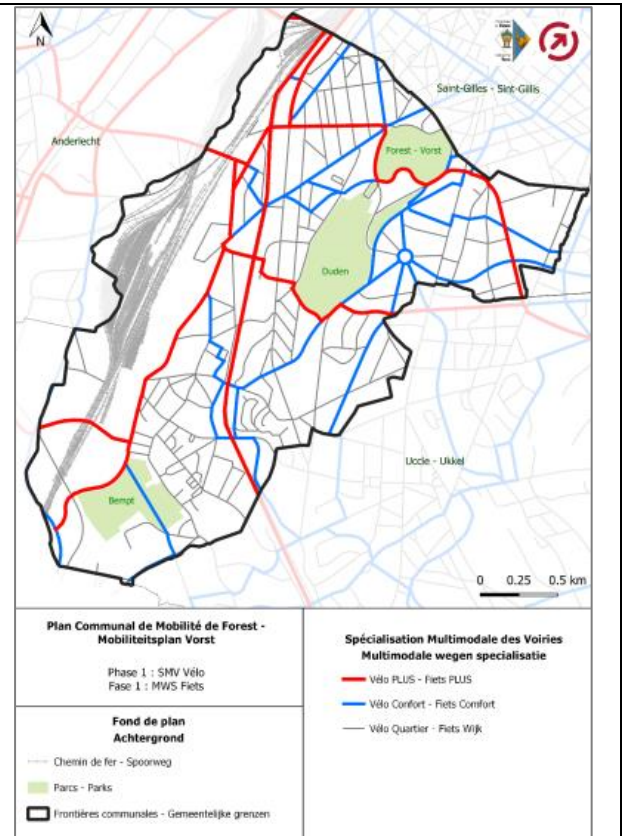 N
Saint-Gilles - Sint-Gillis
Anderlecht
Forest - Vorst
Duden
Uccle - Ukkel
Bempt
0 0.25 0.5 km
Plan Communal de Mobilité de Forest -
Mobiliteitsplan Vorst
Phase 1 : SMV Vélo
Fase 1 : MWS Fiets
Fond de plan
Achtergrond
Chemin de fer - Spoorweg
Parcs - Parks
Frontières communales - Gemeentelijke grenzen
Spécialisation Multimodale des Voiries
Multimodale wegen specialisatie
Vélo PLUS - Fiets PLUS
Vélo Confort - Fiets Comfort
Vélo Quartier - Fiets Wijk